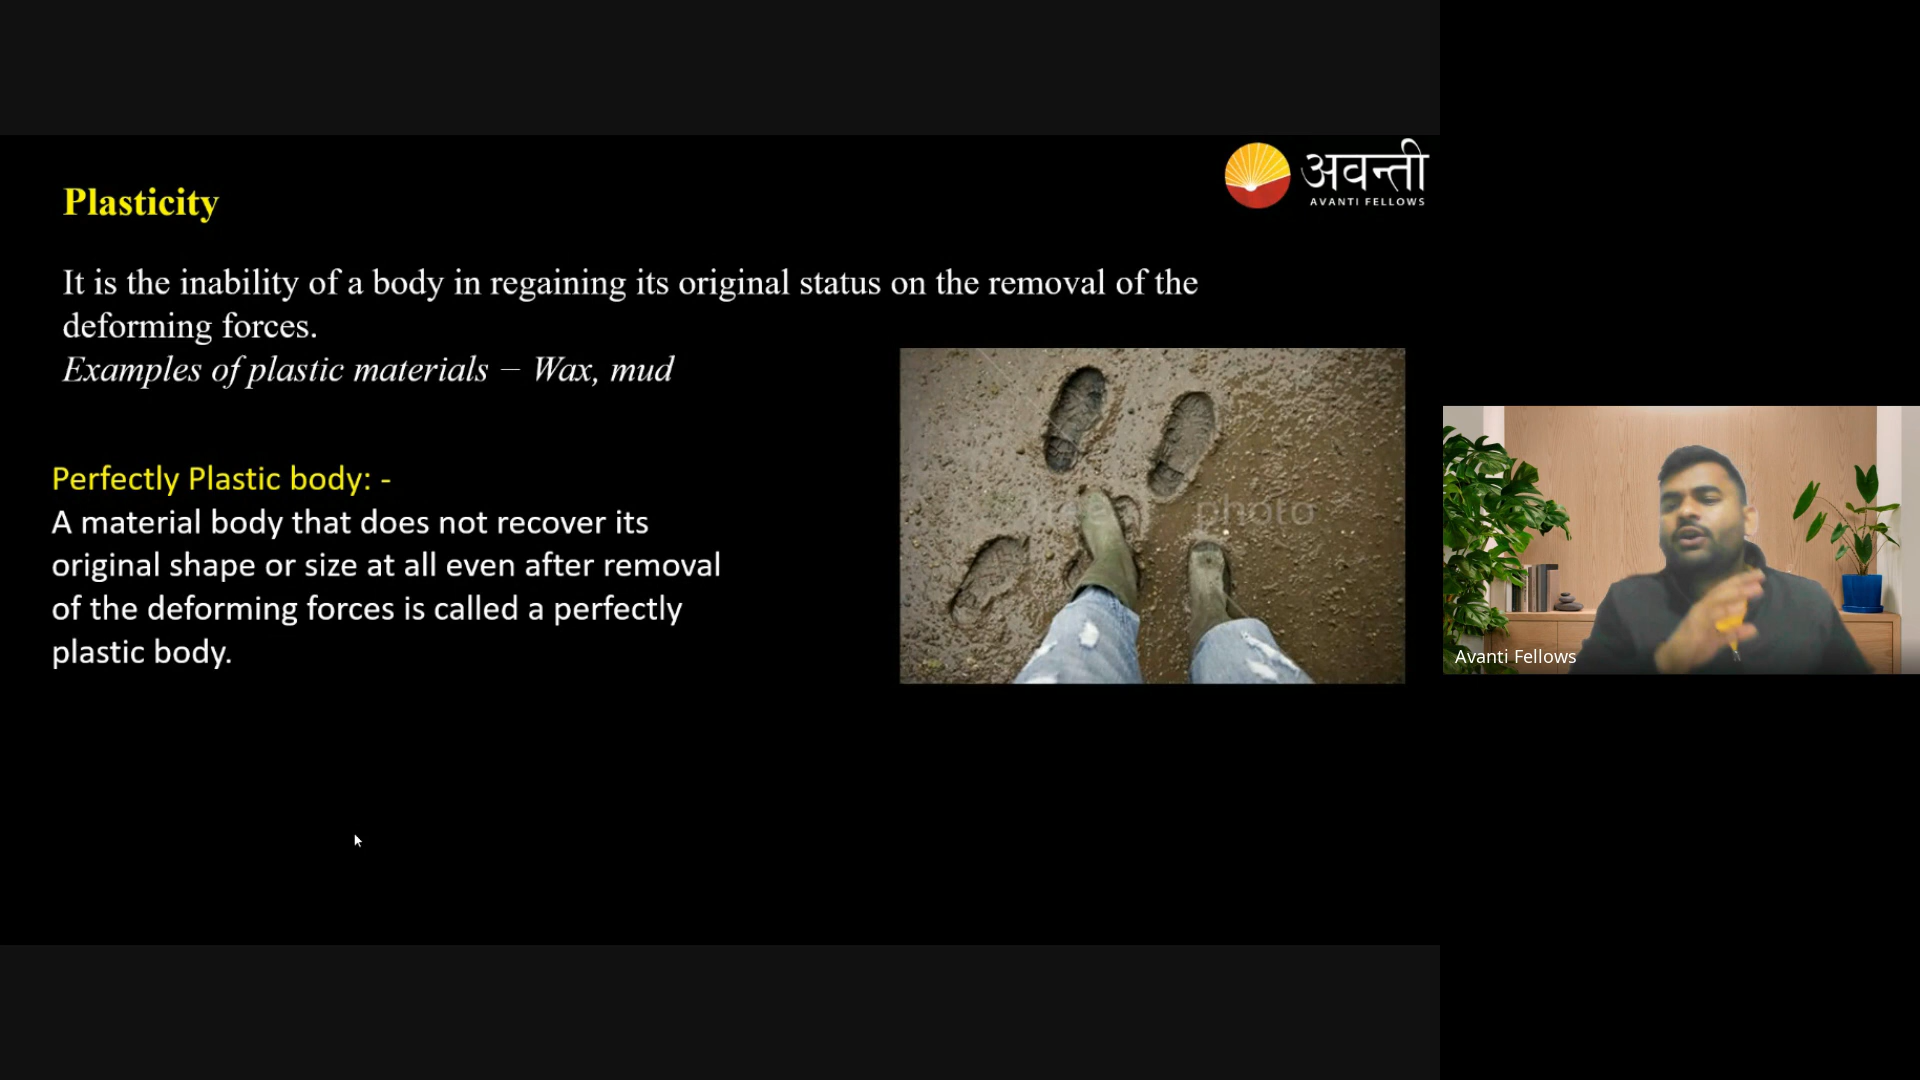 अवन्ती
AVANTI FELLOWS
Plasticity
It is the inability of a body in regaining its original status on the removal of the
deforming forces.
Examples of plastic materials – Wax, mud
Perfectly Plastic body: -
A material body that does not recover its
original shape or size at all even after removal
of the deforming forces is called a perfectly
plastic body.
photo
Avanti Fellows